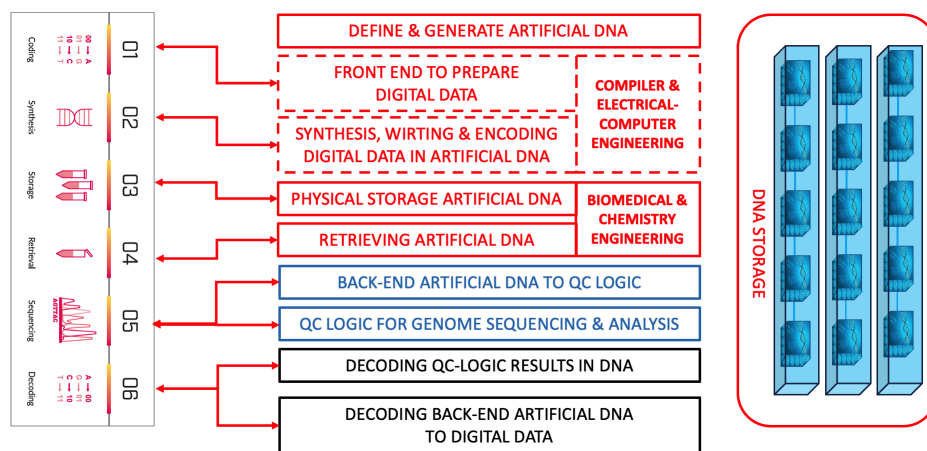 01
Coding
00 → A
01 → G
10 → C
11 → T
02
Synthesis
03
Storage
04
Retrieval
05
Sequencing
AGTTAC
06
Decoding
A → 00
G → 01
C → 10
T → 11
DEFINE & GENERATE ARTIFICIAL DNA
FRONT END TO PREPARE
DIGITAL DATA
COMPILER &
ELECTRICAL-
COMPUTER
ENGINEERING
SYNTHESIS, WIRTING & ENCODING
DIGITAL DATA IN ARTIFICIAL DNA
PHYSICAL STORAGE ARTIFICIAL DNA
BIOMEDICAL &
CHEMISTRY
ENGINEERING
RETRIEVING ARTIFICIAL DNA
BACK-END ARTIFICIAL DNA TO QC LOGIC
QC LOGIC FOR GENOME SEQUENCING & ANALYSIS
DECODING QC-LOGIC RESULTS IN DNA
DECODING BACK-END ARTIFICIAL DNA
TO DIGITAL DATA
DNA STORAGE